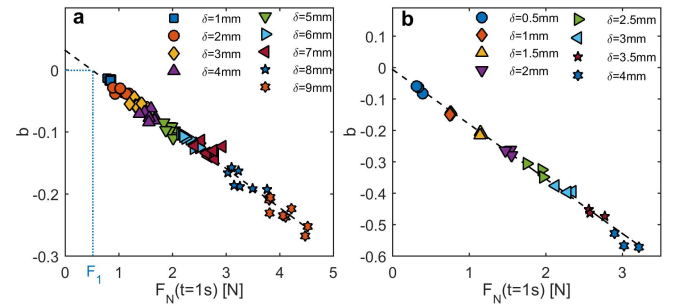 a
δ=1mm
δ=2mm
δ=3mm
δ=4mm
δ=5mm
δ=6mm
δ=7mm
δ=8mm
δ=9mm
0
-0.1
-0.2
-0.3
b
0 F₁ 1 2 3 4 5
F_N(t=1s) [N]
b
δ=0.5mm
δ=1mm
δ=1.5mm
δ=2mm
δ=2.5mm
δ=3mm
δ=3.5mm
δ=4mm
0.1
0
-0.1
-0.2
-0.3
-0.4
-0.5
-0.6
b
0 1 2 3
F_N(t=1s) [N]